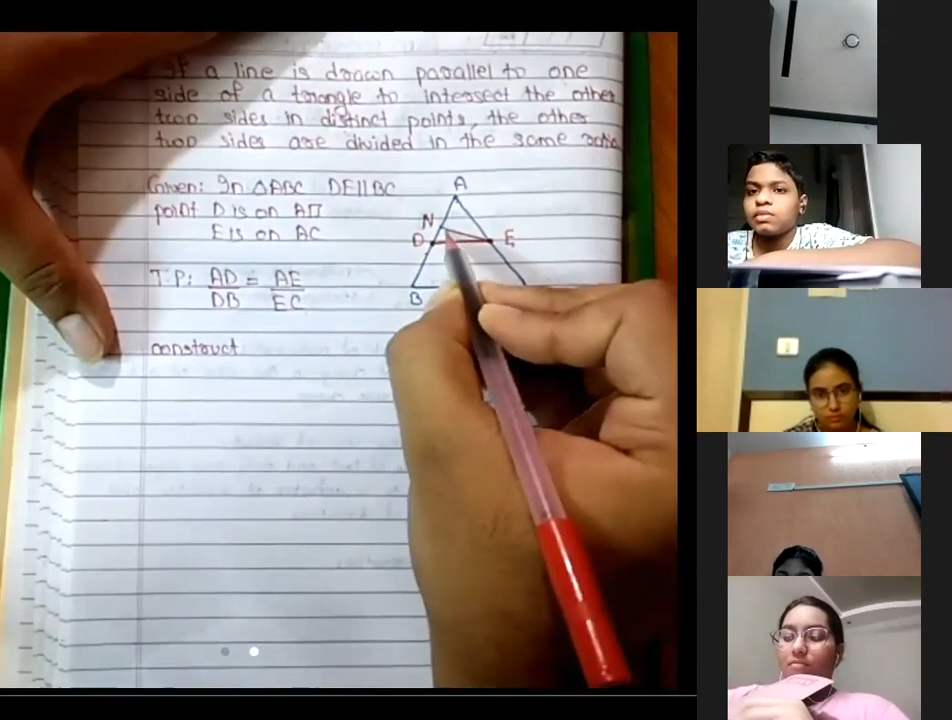 If a line is drawn parallel to one
side of a triangle to intersect the other
two sides in distinct points, the other
two sides are divided in the same ratio
Given: In △ABC DE||BC
point D is on AB
E is on AC
T.P: AD = AE
DB EC
construct
A
N
D E
B